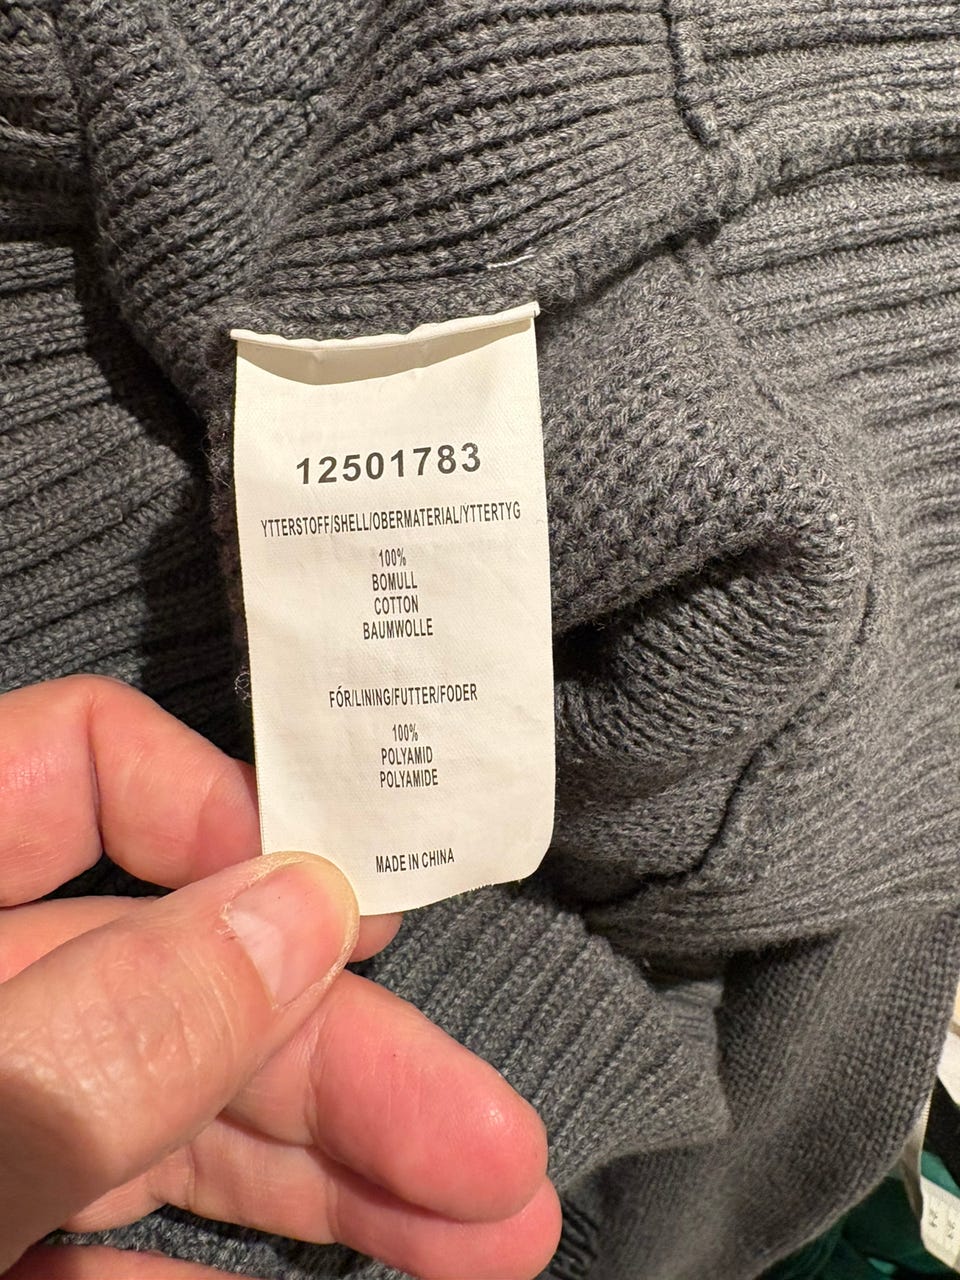 12501783
YTTERSTOFF/SHELL/OBERMATERIAL/YTTERTYG
100%
BOMULL
COTTON
BAUMWOLLE
FÓR/LINING/FUTTER/FODER
100%
POLYAMID
POLYAMIDE
MADE IN CHINA